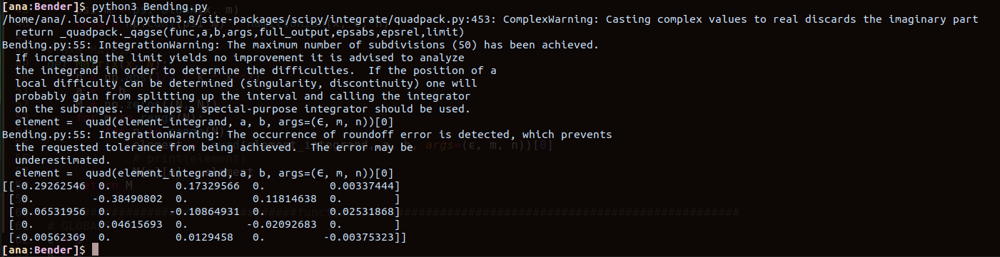 [ana:Bender]$ python3 Bending.py
/home/ana/.local/lib/python3.8/site-packages/scipy/integrate/quadpack.py:453: ComplexWarning: Casting complex values to real discards the imaginary part
  return _quadpack._qagse(func,a,b,args,full_output,epsabs,epsrel,limit)
Bending.py:55: IntegrationWarning: The maximum number of subdivisions (50) has been achieved.
  If increasing the limit yields no improvement it is advised to analyze
  the integrand in order to determine the difficulties.  If the position of a
  local difficulty can be determined (singularity, discontinuity) one will
  probably gain from splitting up the interval and calling the integrator
  on the subranges.  Perhaps a special-purpose integrator should be used.
  element =  quad(element_integrand, a, b, args=(ϵ, m, n))[0]
Bending.py:55: IntegrationWarning: The occurrence of roundoff error is detected, which prevents
  the requested tolerance from being achieved.  The error may be
  underestimated.
  element =  quad(element_integrand, a, b, args=(ϵ, m, n))[0]
[[-0.29262546  0.          0.17329566  0.          0.00337444]
 [ 0.         -0.38490802  0.          0.11814638  0.        ]
 [ 0.06531956  0.         -0.10864931  0.          0.02531868]
 [ 0.          0.04615693  0.         -0.02092683  0.        ]
 [-0.00562369  0.          0.0129458   0.         -0.00375323]]
[ana:Bender]$